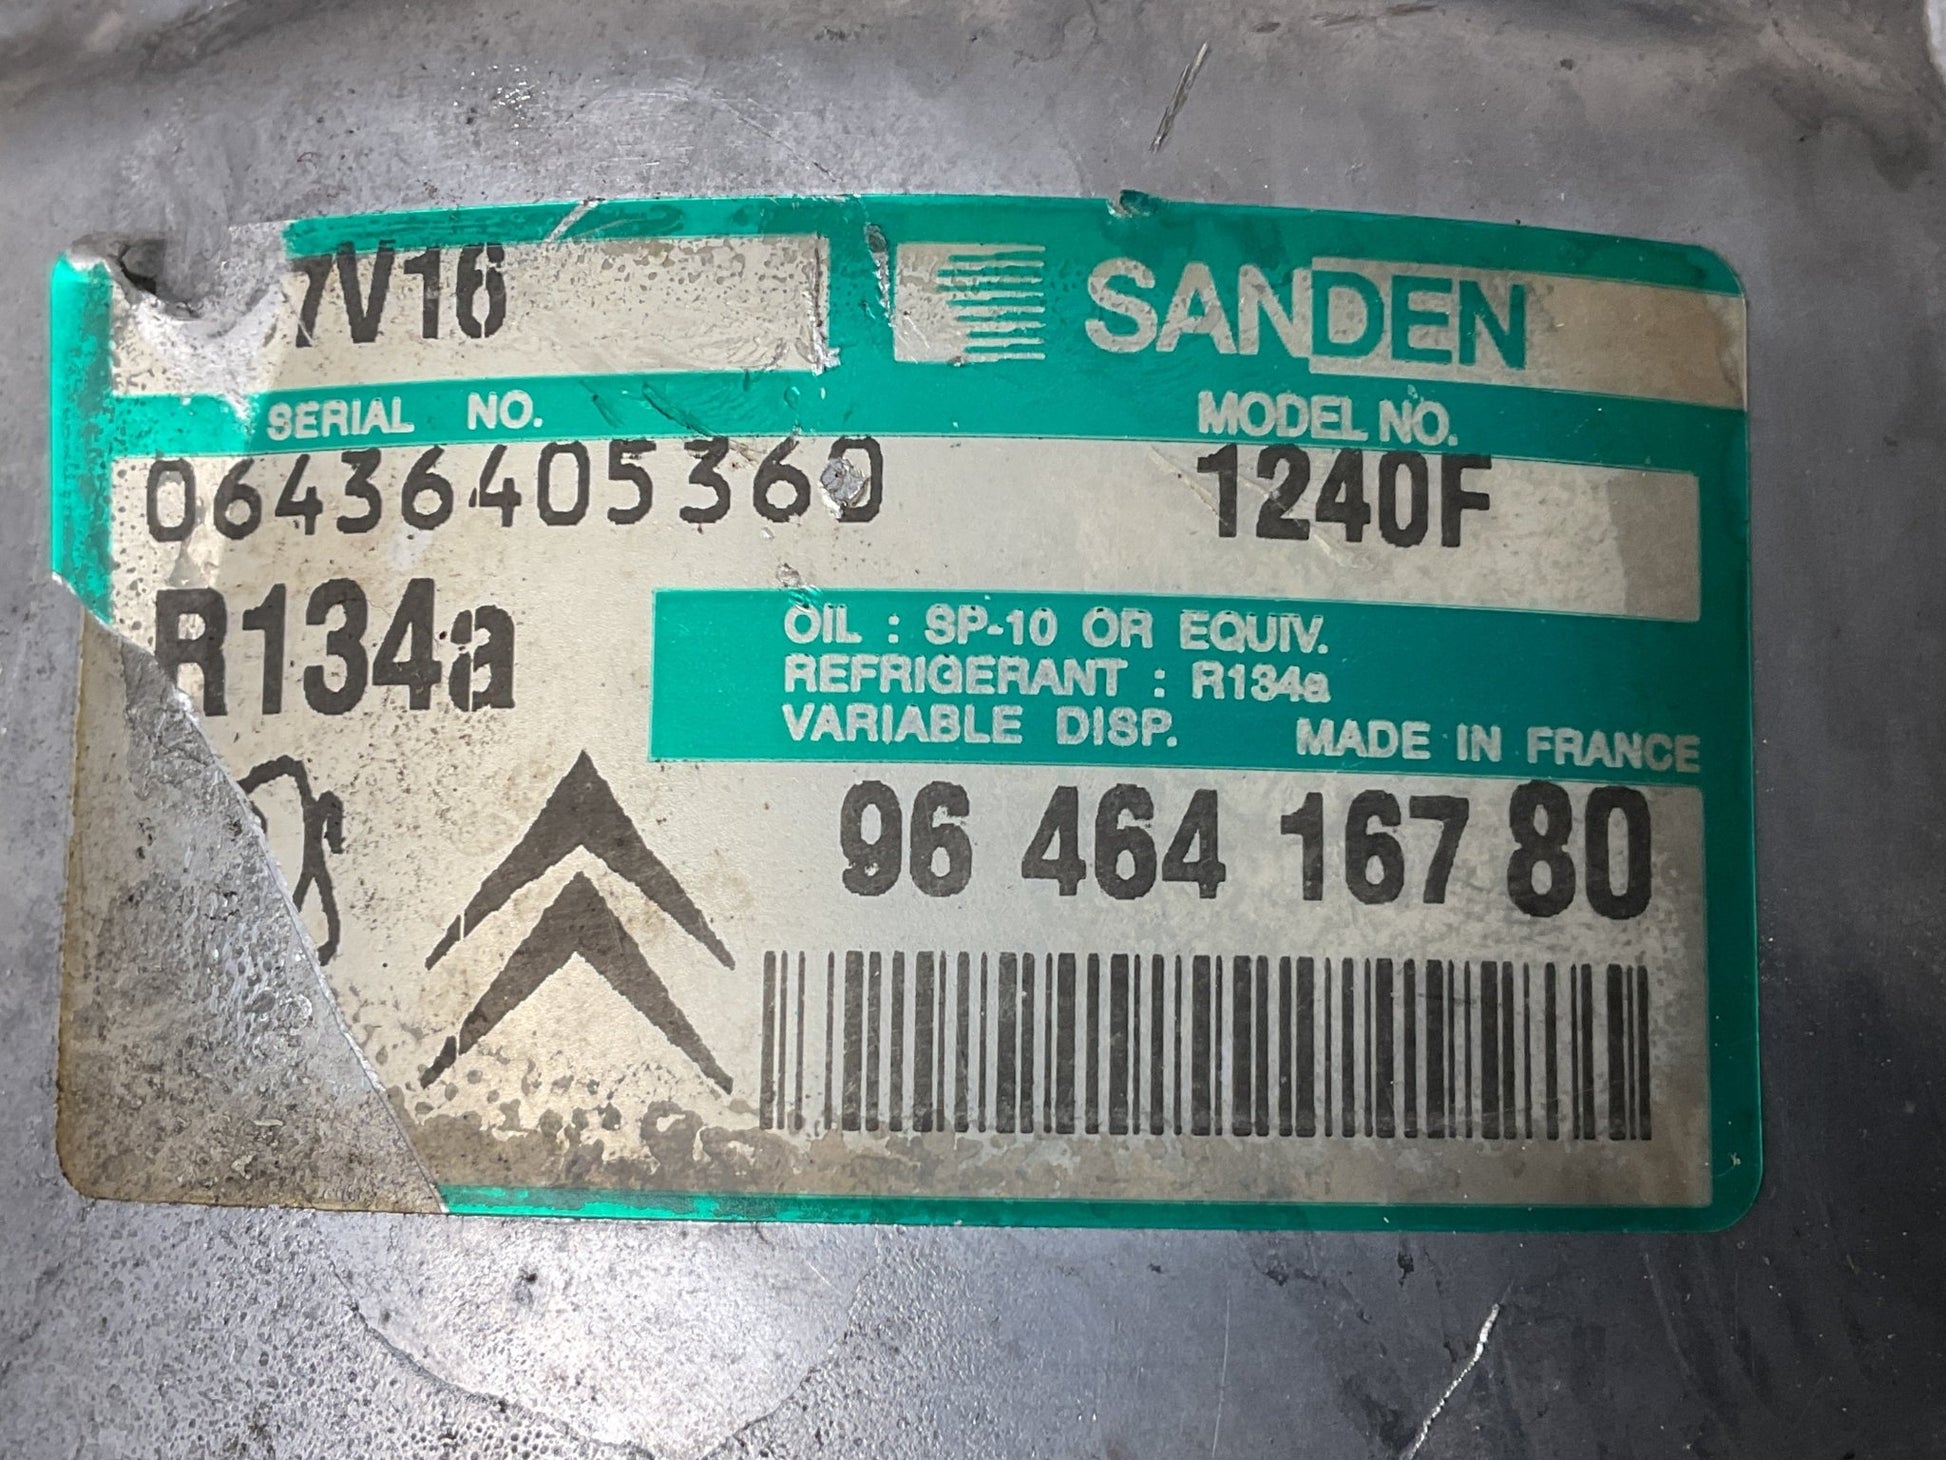 7V16
SANDEN
SERIAL NO.
MODEL NO.
06436405360
1240F
R134a
OIL : SP-10 OR EQUIV.
REFRIGERANT : R134a
VARIABLE DISP. MADE IN FRANCE
96 464 167 80